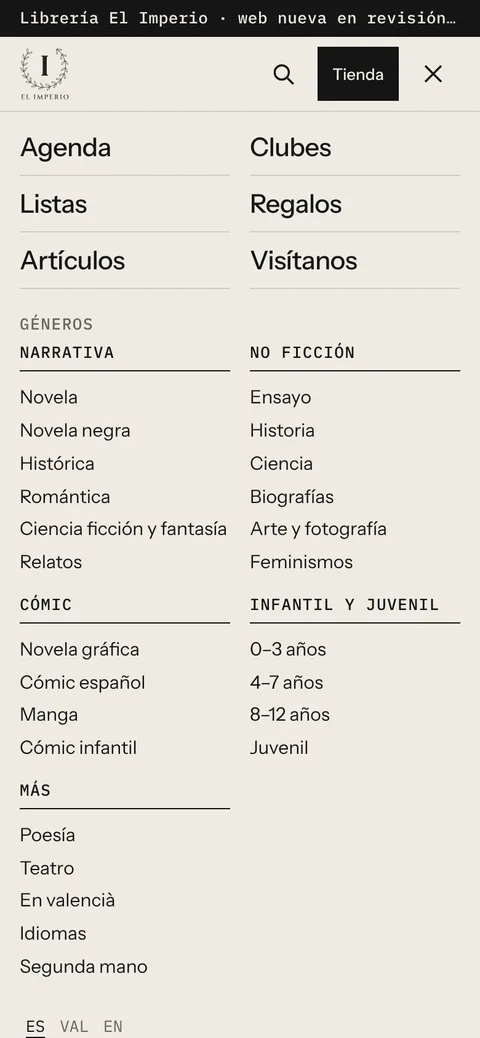 Librería El Imperio · web nueva en revisión…
I
EL IMPERIO
Tienda
Agenda
Clubes
Listas
Regalos
Artículos
Visítanos
GÉNEROS
NARRATIVA
Novela
Novela negra
Histórica
Romántica
Ciencia ficción y fantasía
Relatos
NO FICCIÓN
Ensayo
Historia
Ciencia
Biografías
Arte y fotografía
Feminismos
CÓMIC
Novela gráfica
Cómic español
Manga
Cómic infantil
INFANTIL Y JUVENIL
0–3 años
4–7 años
8–12 años
Juvenil
MÁS
Poesía
Teatro
En valencià
Idiomas
Segunda mano
ES VAL EN